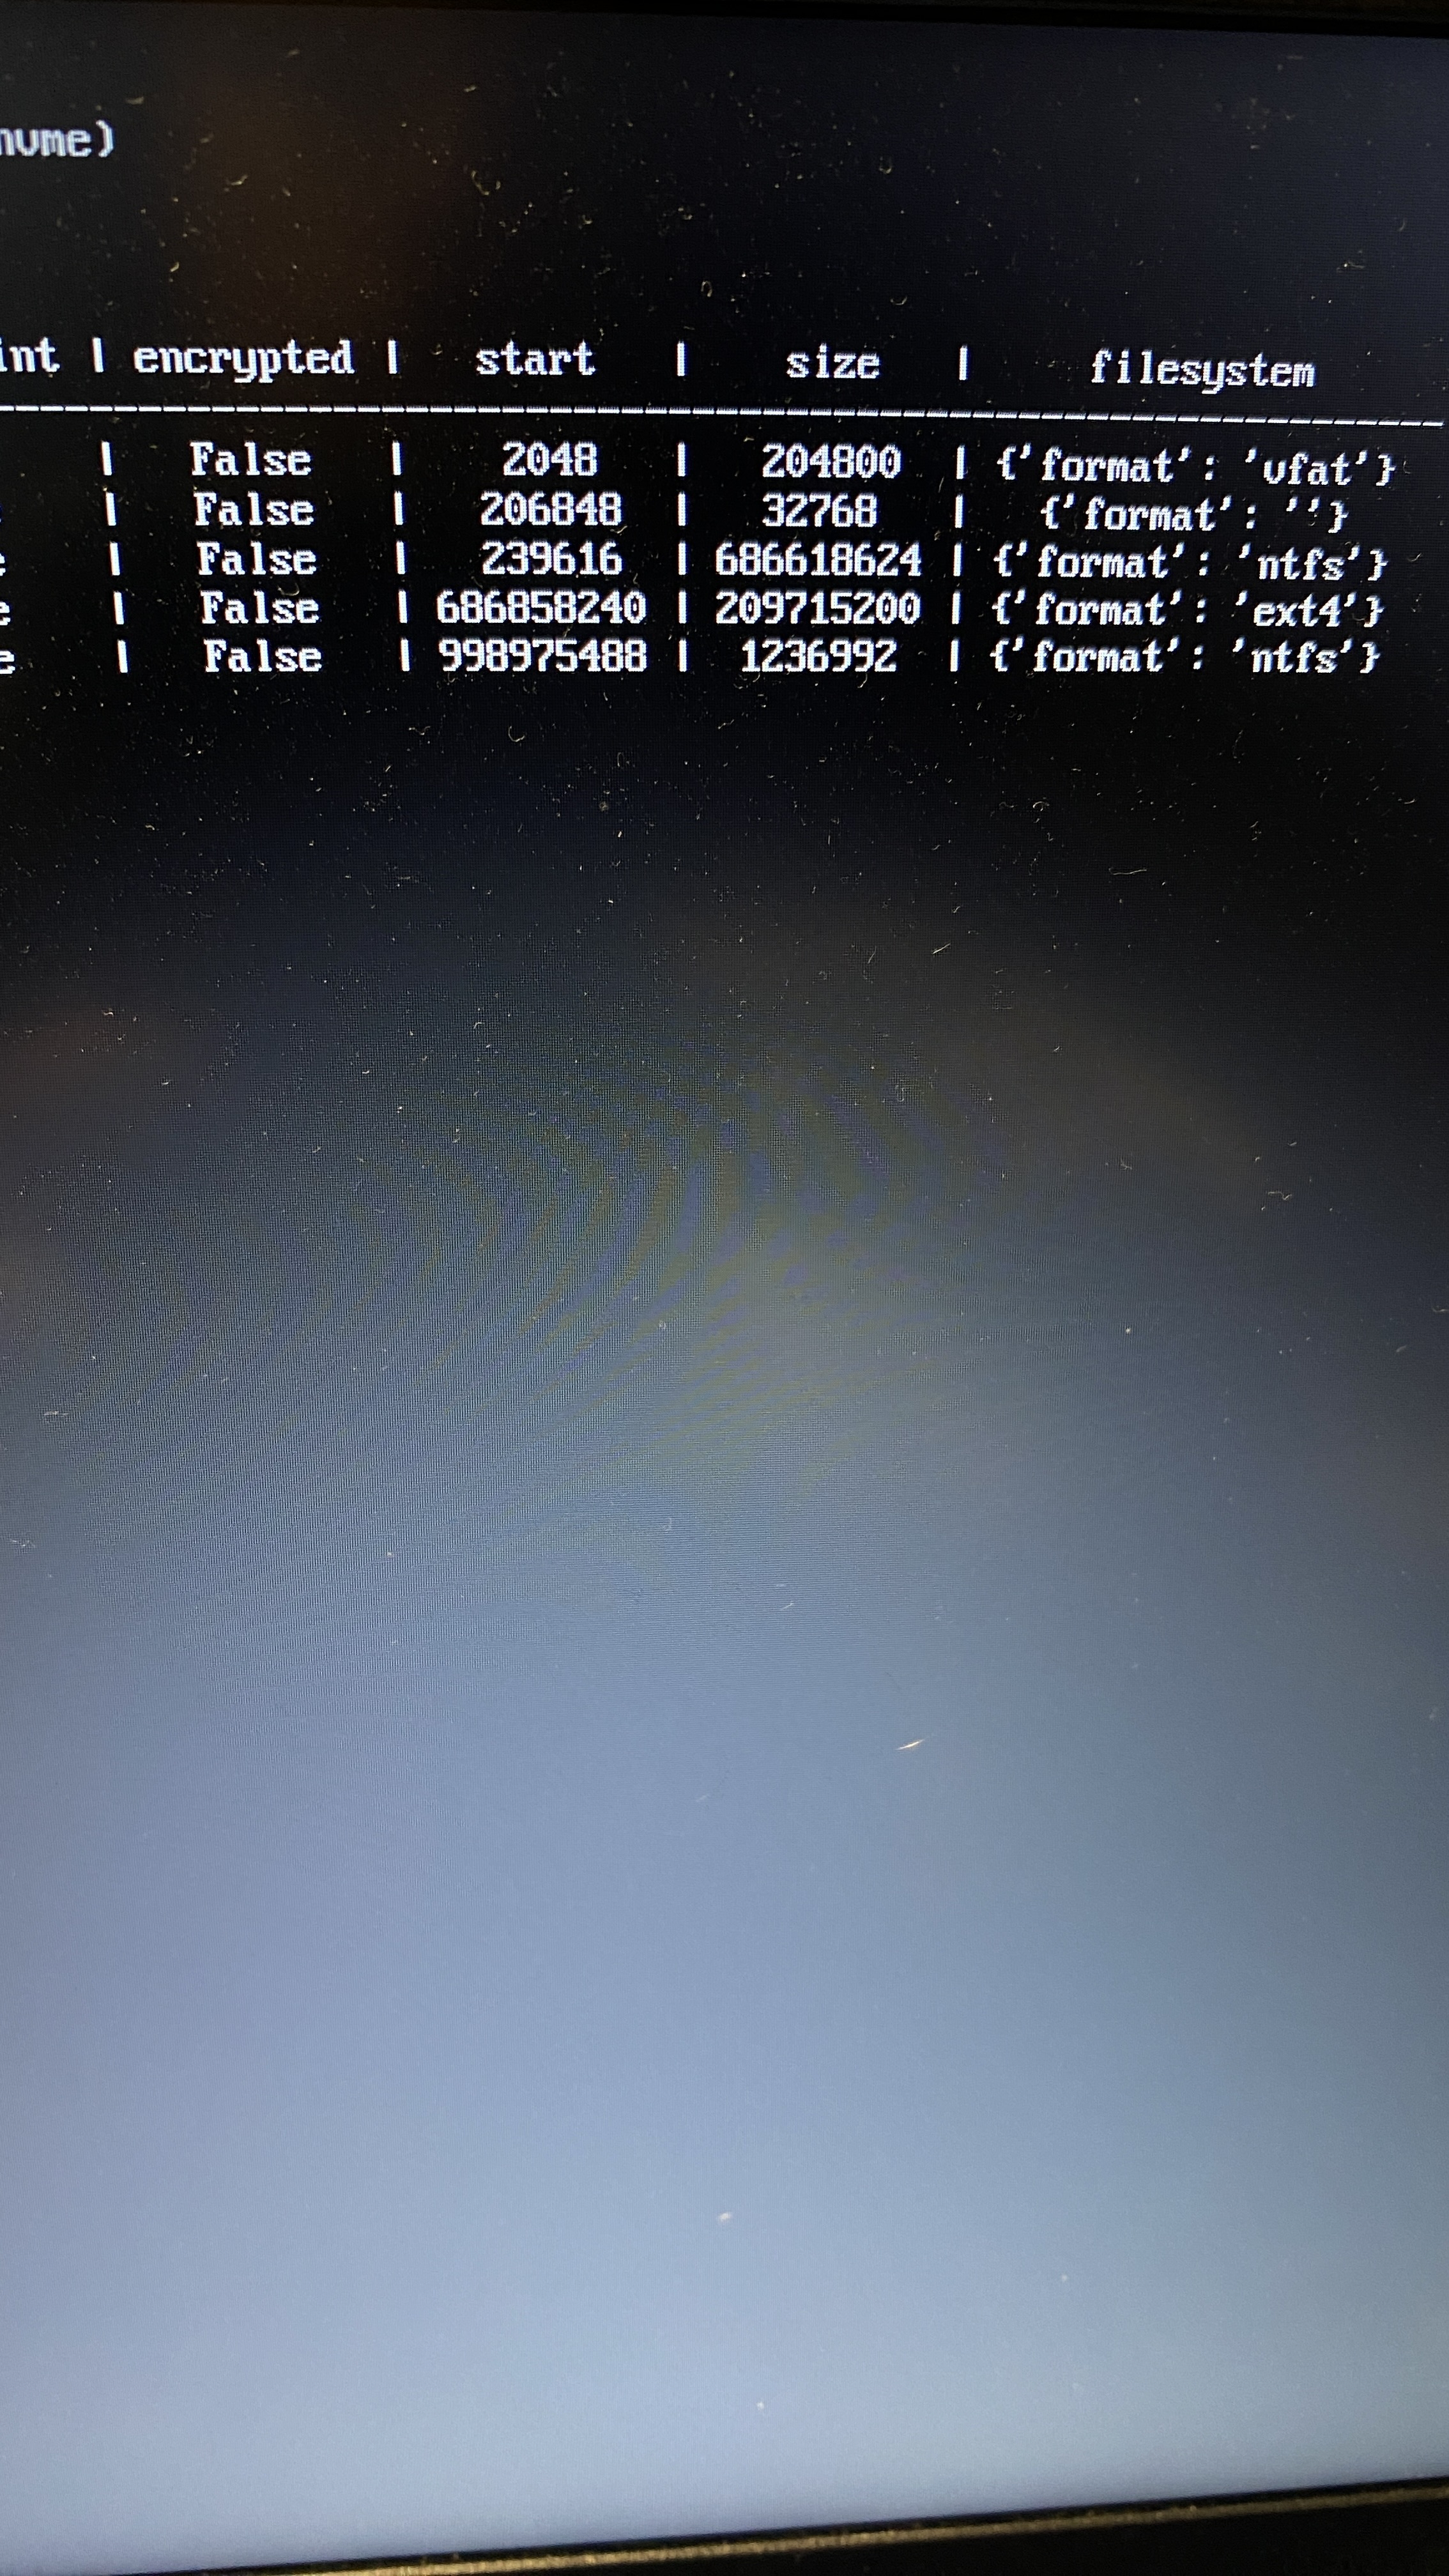 nvme)
int | encrypted | start | size | filesystem
| False | 2048 | 204800 | {'format': 'vfat'}
| False | 206848 | 32768 | {'format': ''}
e | False | 239616 | 686618624 | {'format': 'ntfs'}
e | False | 686858240 | 209715200 | {'format': 'ext4'}
e | False | 998975488 | 1236992 | {'format': 'ntfs'}